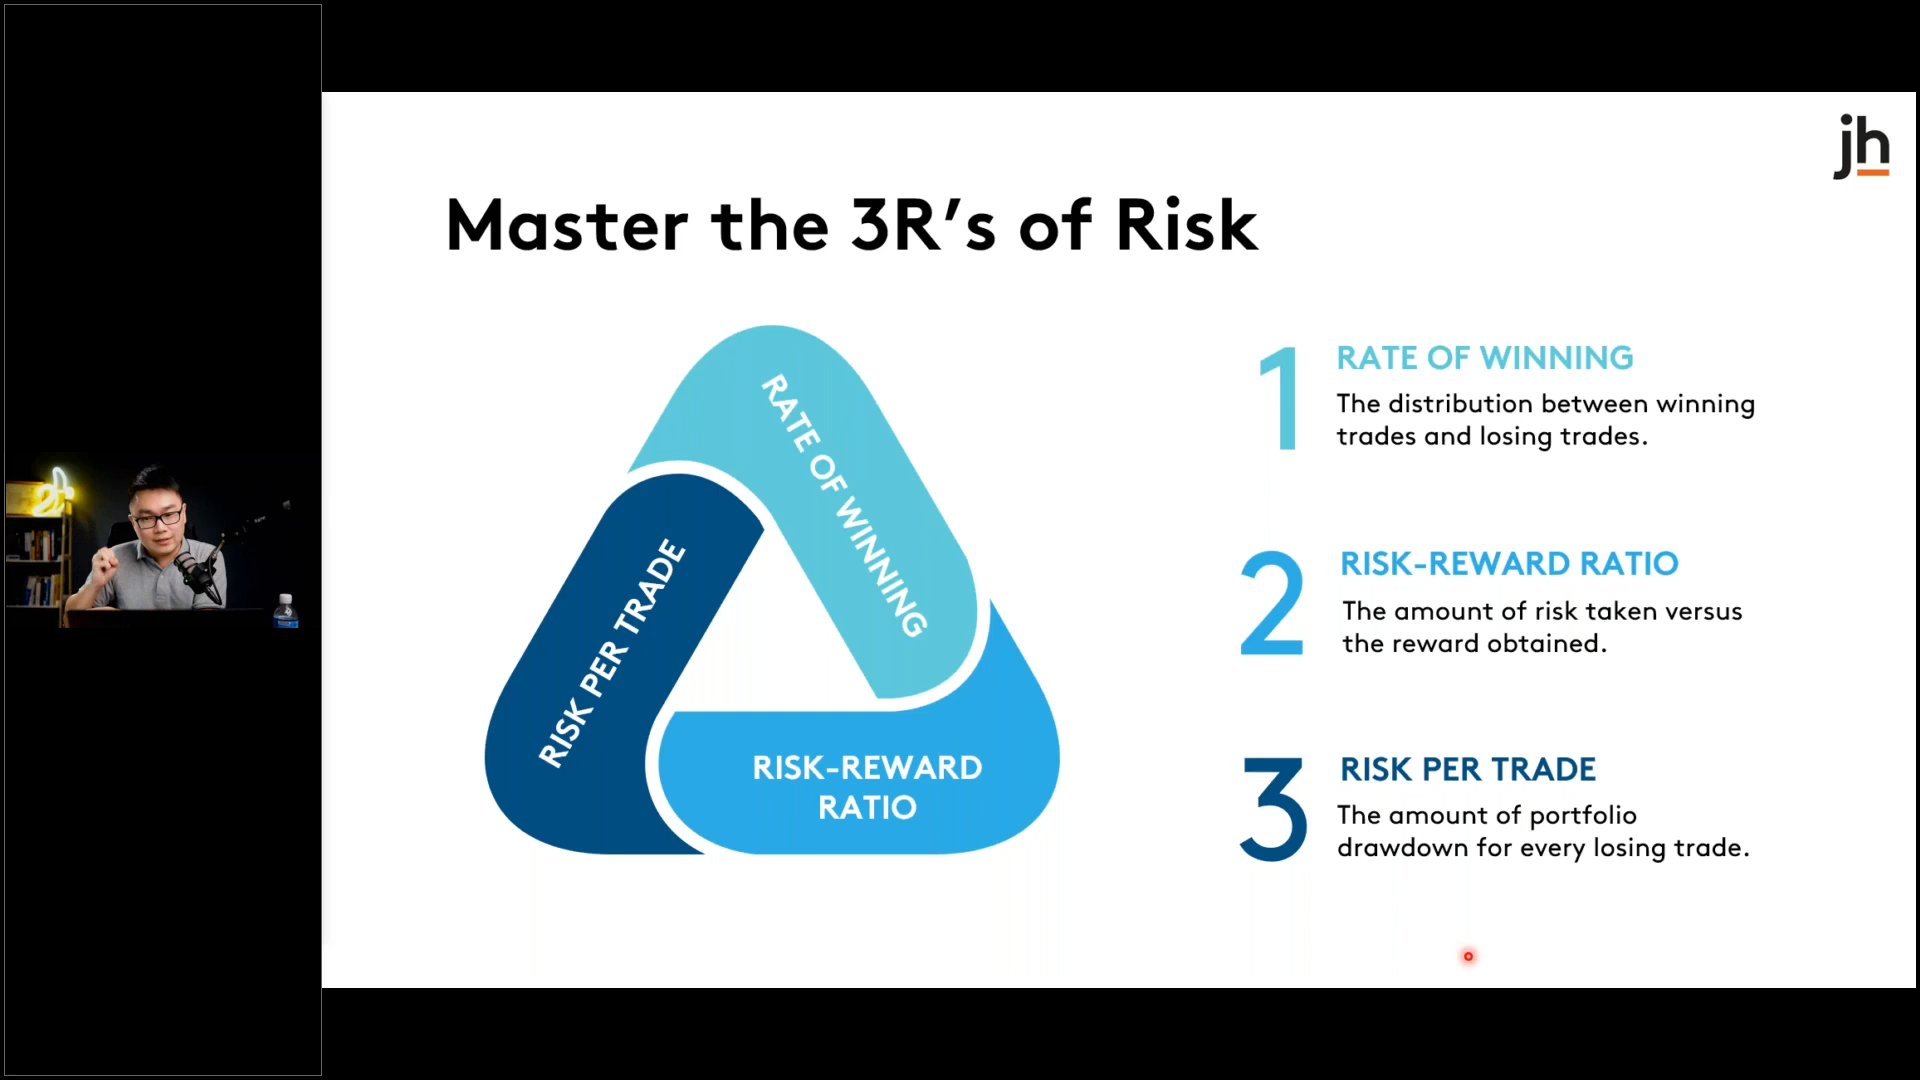 jh
Master the 3R’s of Risk
RATE OF WINNING
RISK PER TRADE
RISK-REWARD
RATIO
1
RATE OF WINNING
The distribution between winning
trades and losing trades.
2
RISK-REWARD RATIO
The amount of risk taken versus
the reward obtained.
3
RISK PER TRADE
The amount of portfolio
drawdown for every losing trade.